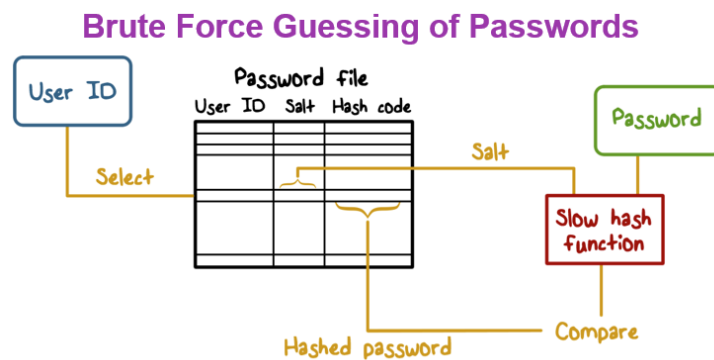 Brute Force Guessing of Passwords
User ID
Password file
User ID Salt Hash code
Password
Select
Salt
Slow hash
function
Hashed password
Compare